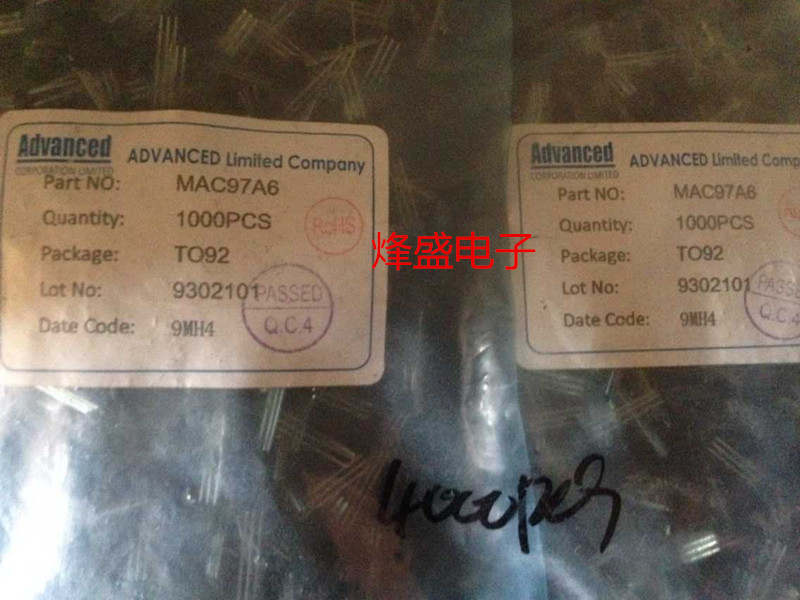 Advanced
CORPORATION LIMITED
ADVANCED Limited Company
Part NO: MAC97A6
Quantity: 1000PCS
Package: TO92
Lot No: 9302101
Date Code: 9MH4
RoHS
PASSED
Q.C.4
烽盛电子
Advanced
CORPORATION LIMITED
ADVANCED Limited Comp
Part NO: MAC97A6
Quantity: 1000PCS
Package: TO92
Lot No: 9302101
Date Code: 9MH4
PASSE
Q.C.4
4000pcs